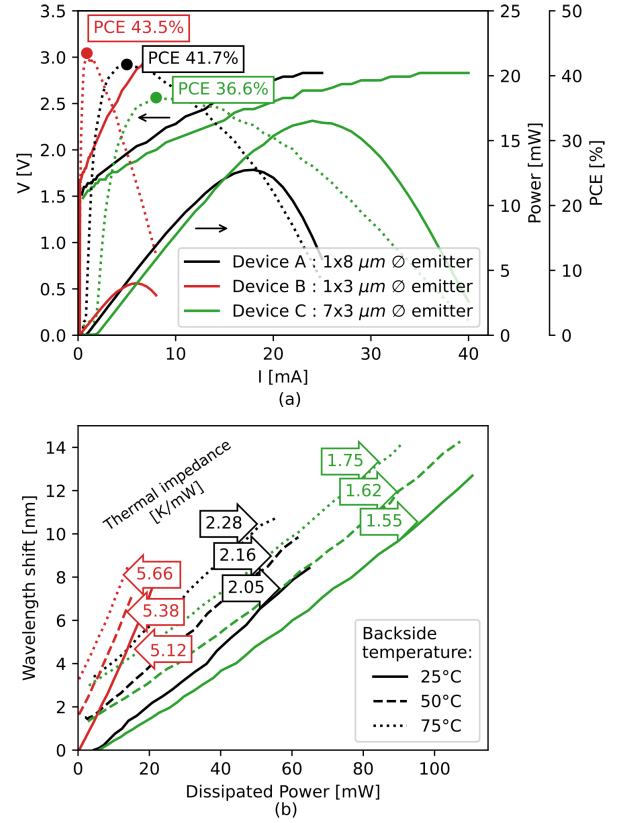 3.5
3.0
2.5
2.0
1.5
1.0
0.5
0.0
V [V]
PCE 43.5%
PCE 41.7%
PCE 36.6%
25
20
15
10
5
0
Power [mW]
50
40
30
20
10
0
PCE [%]
Device A : 1x8 μm ∅ emitter
Device B : 1x3 μm ∅ emitter
Device C : 7x3 μm ∅ emitter
0
10
20
30
40
I [mA]
(a)
14
12
10
8
6
4
2
0
Wavelength shift [nm]
Thermal impedance
[K/mW]
1.75
1.62
1.55
2.28
2.16
2.05
5.66
5.38
5.12
Backside
temperature:
25°C
50°C
75°C
0
20
40
60
80
100
Dissipated Power [mW]
(b)